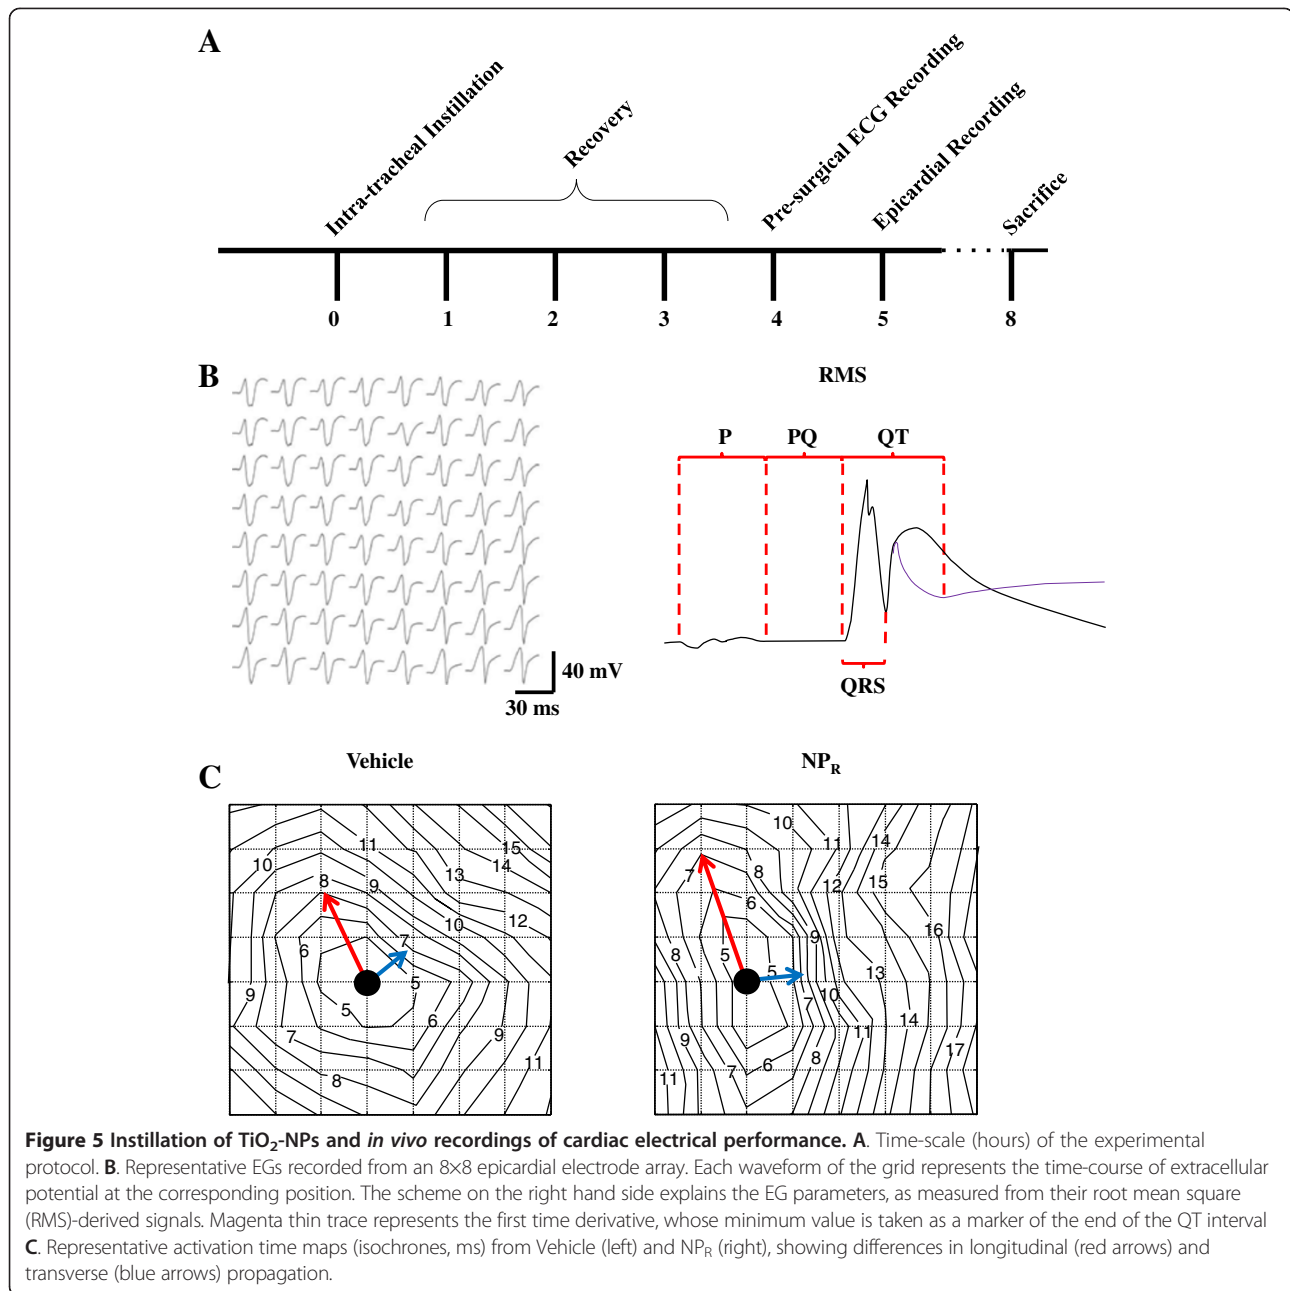 A
Intra-tracheal Instillation
Recovery
Pre-surgical ECG Recording
Epicardial Recording
Sacrifice
0 1 2 3 4 5 8
B
RMS
P PQ QT
QRS
40 mV
30 ms
C
Vehicle
NPR
11 15
10 14
8 9 13
12
10
7
6
5
9 5
6
7 9
8 11
10
11 14
7 8
12 15
6
16
9
8 5 5 13
7 10
14
9 8 11
7 6 17
11
Figure 5 Instillation of TiO₂-NPs and in vivo recordings of cardiac electrical performance. A. Time-scale (hours) of the experimental
protocol. B. Representative EGs recorded from an 8×8 epicardial electrode array. Each waveform of the grid represents the time-course of extracellular
potential at the corresponding position. The scheme on the right hand side explains the EG parameters, as measured from their root mean square
(RMS)-derived signals. Magenta thin trace represents the first time derivative, whose minimum value is taken as a marker of the end of the QT interval
C. Representative activation time maps (isochrones, ms) from Vehicle (left) and NPR (right), showing differences in longitudinal (red arrows) and
transverse (blue arrows) propagation.